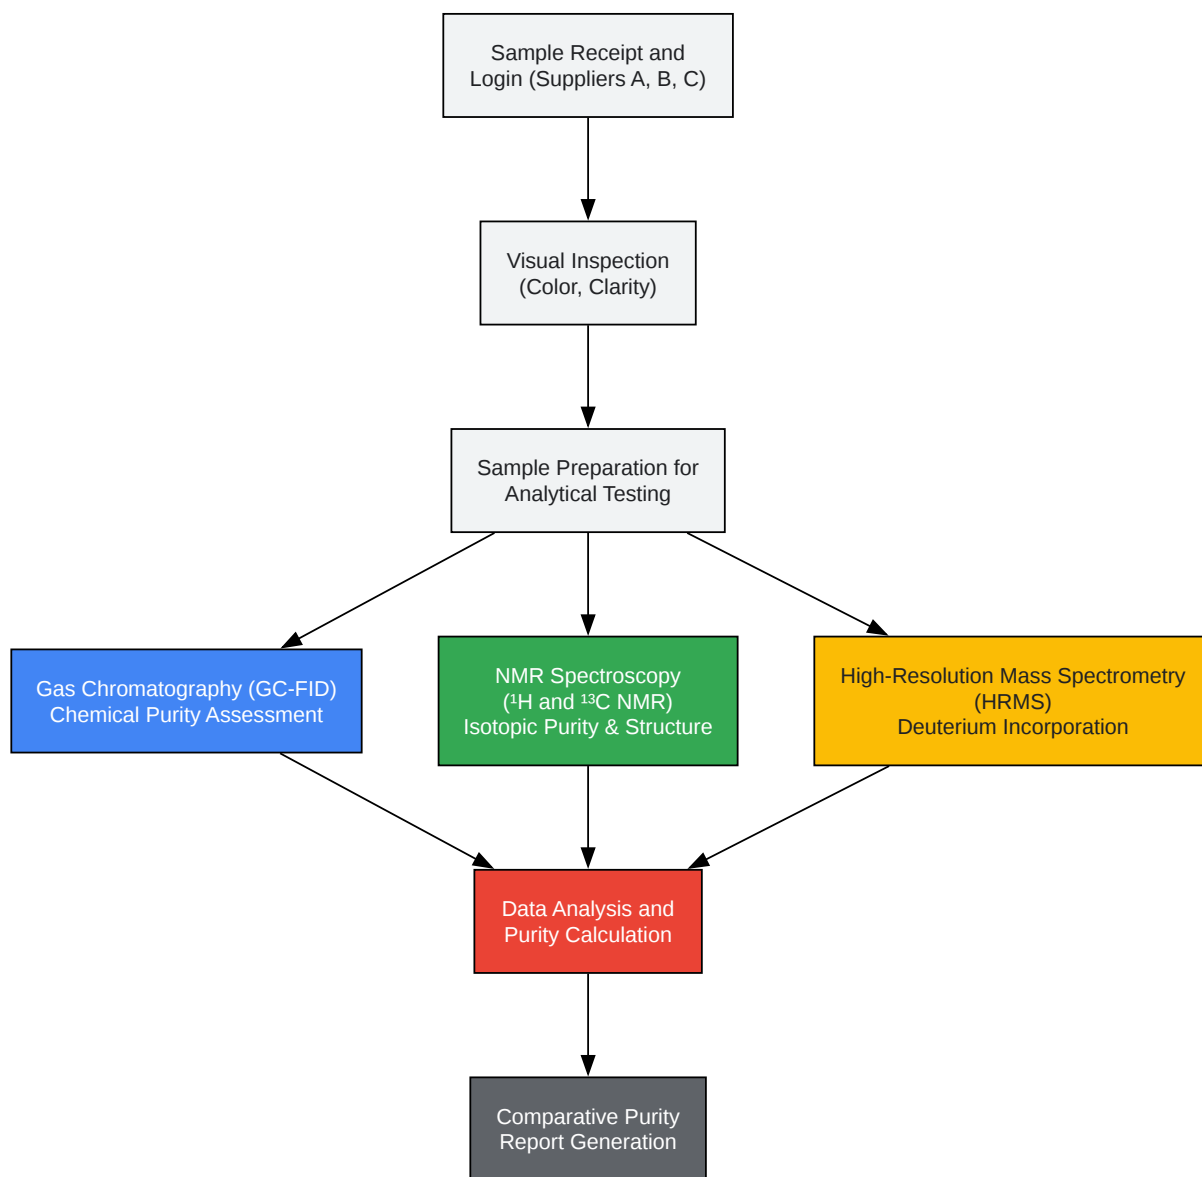 Sample Receipt and
Login (Suppliers A, B, C)
Visual Inspection
(Color, Clarity)
Sample Preparation for
Analytical Testing
Gas Chromatography (GC-FID)
Chemical Purity Assessment
NMR Spectroscopy
(¹H and ¹³C NMR)
Isotopic Purity & Structure
High-Resolution Mass Spectrometry
(HRMS)
Deuterium Incorporation
Data Analysis and
Purity Calculation
Comparative Purity
Report Generation